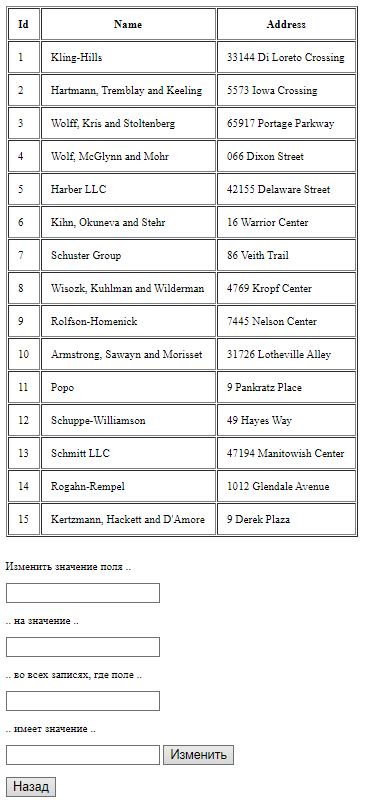 Id Name Address
1 Kling-Hills 33144 Di Loreto Crossing
2 Hartmann, Tremblay and Keeling 5573 Iowa Crossing
3 Wolff, Kris and Stoltenberg 65917 Portage Parkway
4 Wolf, McGlynn and Mohr 066 Dixon Street
5 Harber LLC 42155 Delaware Street
6 Kihn, Okuneva and Stehr 16 Warrior Center
7 Schuster Group 86 Veith Trail
8 Wisozk, Kuhlman and Wilderman 4769 Kropf Center
9 Rolfson-Homenick 7445 Nelson Center
10 Armstrong, Sawayn and Morisset 31726 Lotheville Alley
11 Popo 9 Pankratz Place
12 Schuppe-Williamson 49 Hayes Way
13 Schmitt LLC 47194 Manitowish Center
14 Rogahn-Rempel 1012 Glendale Avenue
15 Kertzmann, Hackett and D'Amore 9 Derek Plaza
Изменить значение поля ..
.. на значение ..
.. во всех записях, где поле ..
.. имеет значение ..
Изменить
Назад